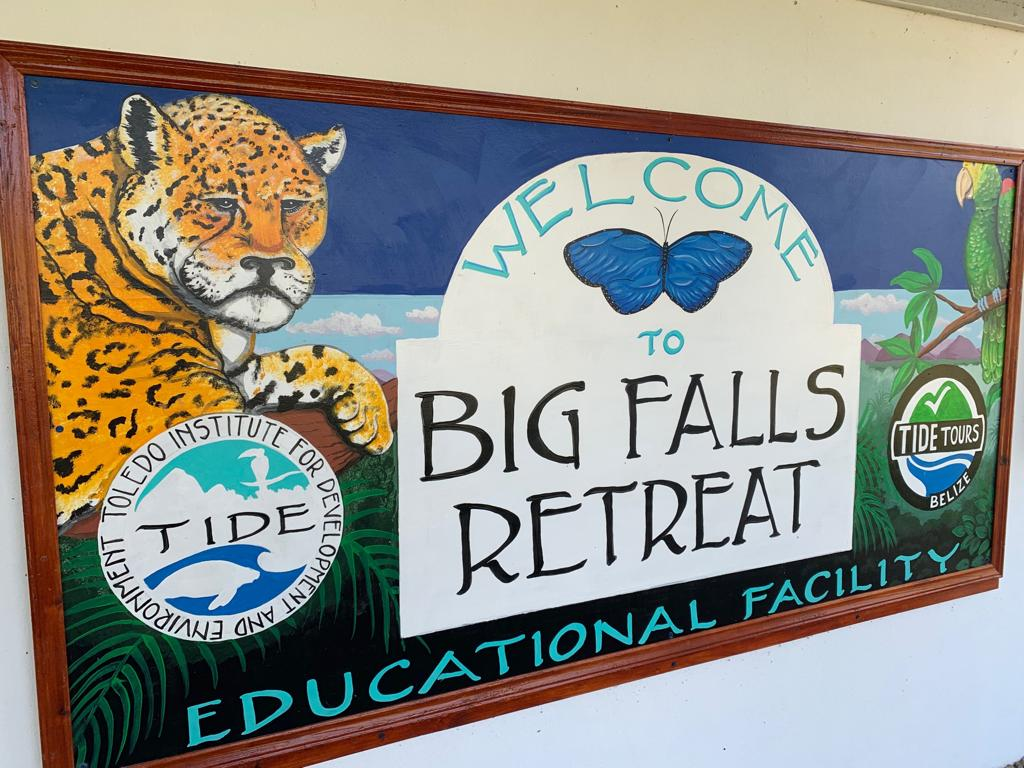 WELCOME
TO
BIG FALLS
RETREAT
TOLEDO INSTITUTE FOR DEVELOPMENT AND ENVIRONMENT
TIDE
TIDE TOURS
BELIZE
EDUCATIONAL FACILITY